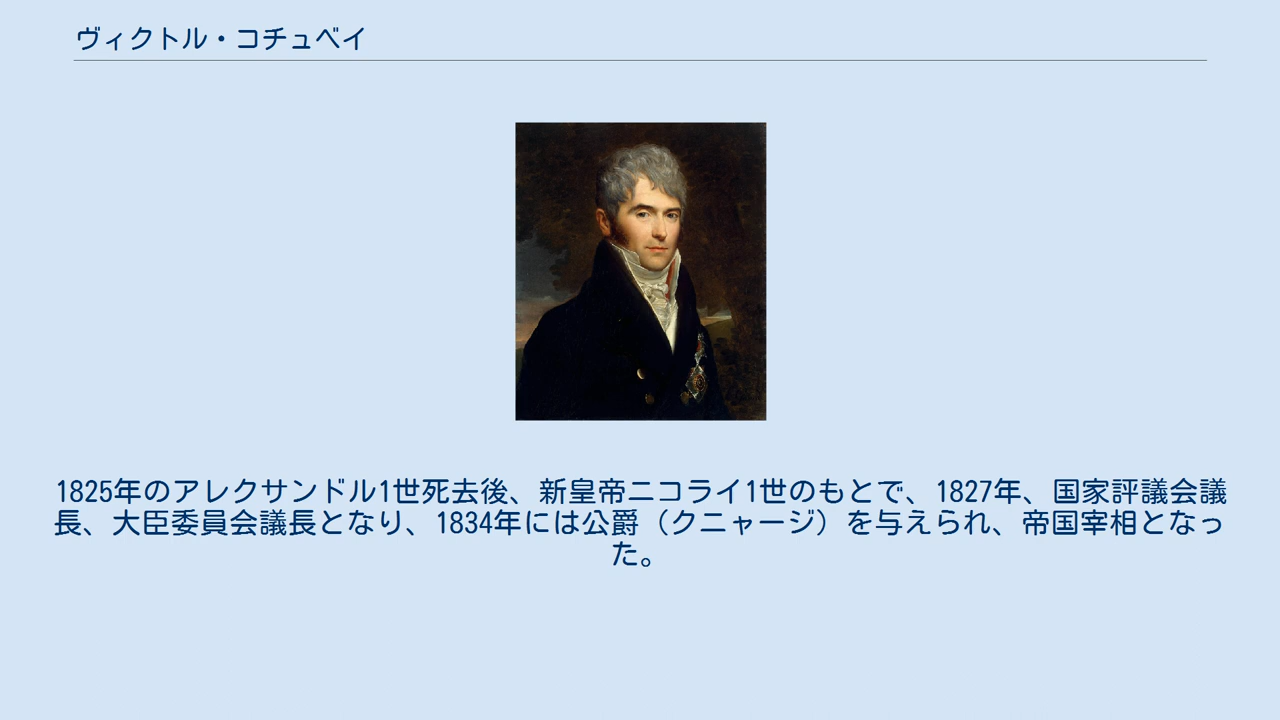 ヴィクトル・コチュベイ
1825年のアレクサンドル1世死去後、新皇帝ニコライ1世のもとで、1827年、国家評議会議
長、大臣委員会議長となり、1834年には公爵（クニャージ）を与えられ、帝国宰相となっ
た。